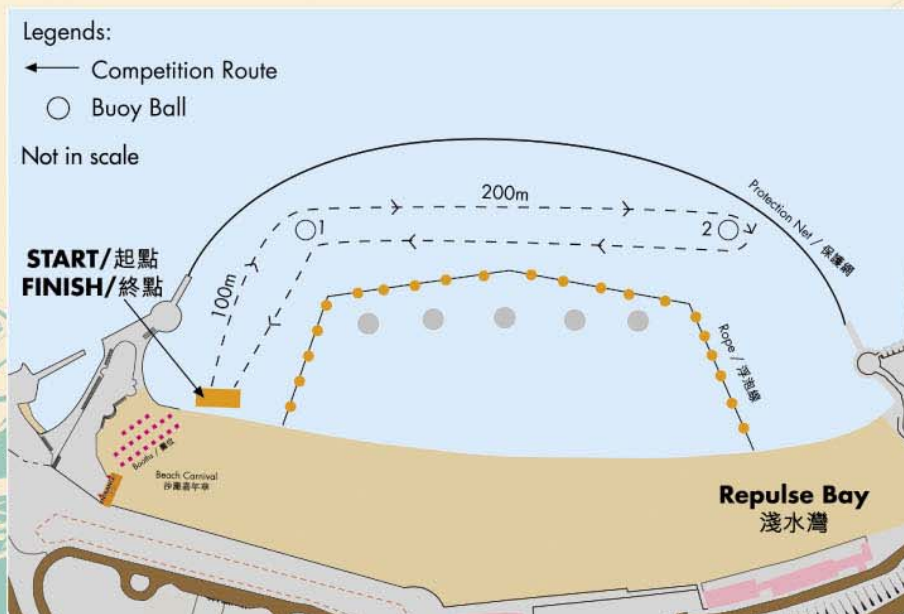 Legends:
Competition Route
Buoy Ball
Not in scale
200m
1
2
Protection Net / 保護網
START/起點
FINISH/終點
100m
Rope / 浮泡線
Booths / 攤位
Beach Carnival
沙灘嘉年華
Repulse Bay
淺水灣